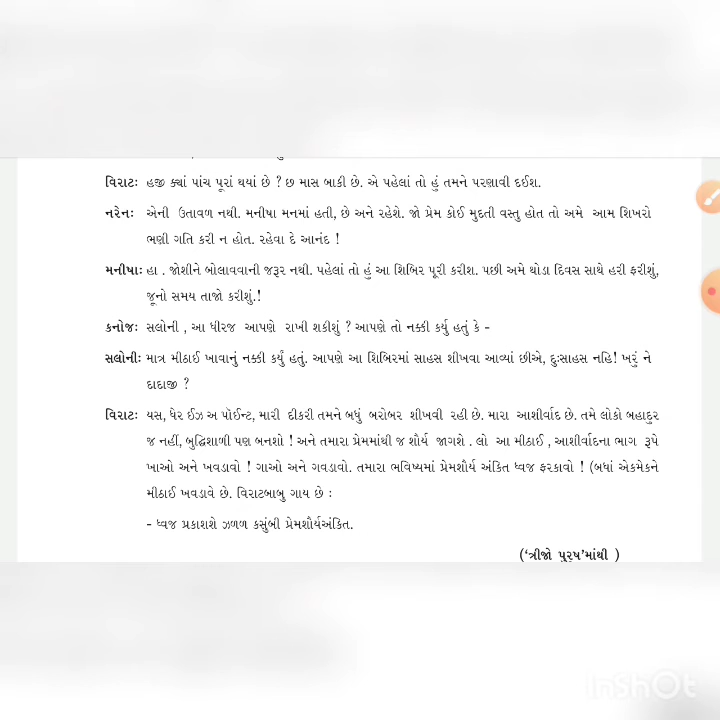 વિરાટઃ હજી ક્યાં પાંચ પૂરાં થયાં છે ? છ માસ બાકી છે. એ પહેલાં તો હું તમને પરણાવી દઈશ.
નરેનઃ એની ઉતાવળ નથી. મનીષા મનમાં હતી, છે અને રહેશે. જો પ્રેમ કોઈ મુદતી વસ્તુ હોત તો અમે આમ શિખરો
ભણી ગતિ કરી ન હોત. રહેવા દે આનંદ !
મનીષાઃ હા . જોશીને બોલાવવાની જરૂર નથી. પહેલાં તો હું આ શિબિર પૂરી કરીશ. પછી અમે થોડા દિવસ સાથે હરી ફરીશું,
જૂનો સમય તાજો કરીશું.!
કનોજઃ સલોની , આ ધીરજ આપણે રાખી શકીશું ? આપણે તો નક્કી કર્યુ હતું કે -
સલોનીઃ માત્ર મીઠાઈ ખાવાનું નક્કી કર્યું હતું. આપણે આ શિબિરમાં સાહસ શીખવા આવ્યાં છીએ, દુઃસાહસ નહિ! ખરું ને
દાદાજી ?
વિરાટઃ યસ, ધેર ઈઝ અ પૉઈન્ટ, મારી દીકરી તમને બધું બરોબર શીખવી રહી છે. મારા આશીર્વાદ છે. તમે લોકો બહાદુર
જ નહીં, બુદ્ધિશાળી પણ બનશો ! અને તમારા પ્રેમમાંથી જ શૌર્ય જાગશે . લો આ મીઠાઈ , આશીર્વાદના ભાગ રૂપે
ખાઓ અને ખવડાવો ! ગાઓ અને ગવડાવો. તમારા ભવિષ્યમાં પ્રેમશૌર્ય અંકિત ધ્વજ ફરકાવો ! (બધાં એકમેકને
મીઠાઈ ખવડાવે છે. વિરાટબાબુ ગાય છે :
- ધ્વજ પ્રકાશશે ઝળળ કસુંબી પ્રેમશૌર્યઅંકિત.
(‘ત્રીજો પુરુષ’માંથી )
InShOt